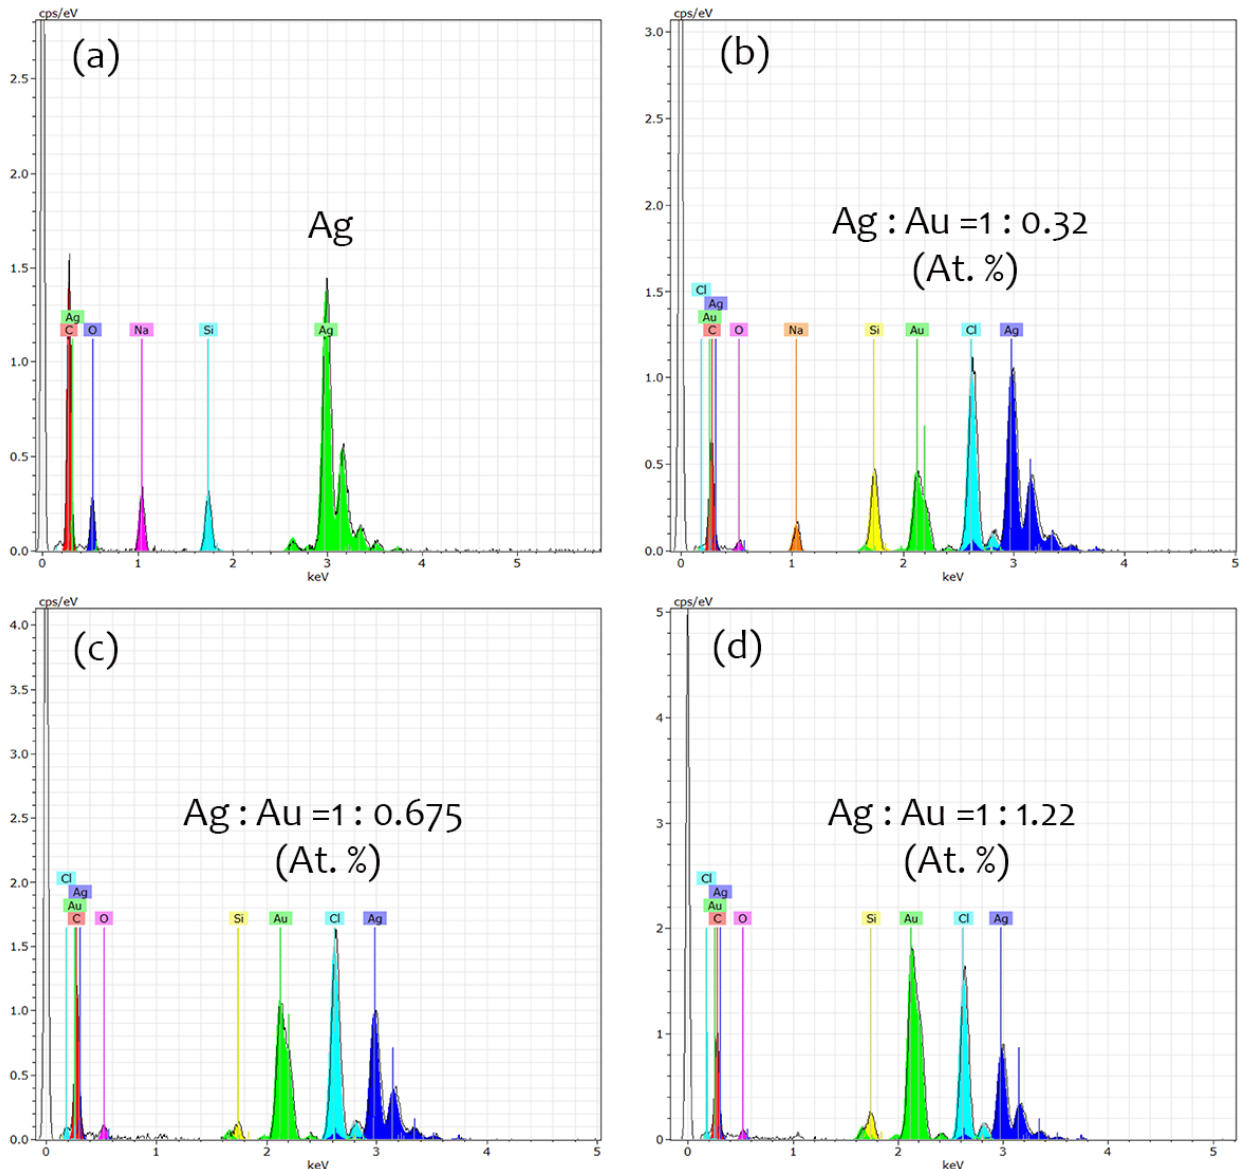 cps/eV
(a)
2.5
2.0
Ag
1.5
Ag
C O Na Si Ag
1.0
0.5
0.0
0 1 2 3 4 5
keV
cps/eV
3.0
(b)
2.5
2.0
Ag : Au =1 : 0.32
(At. %)
1.5
Cl
Ag
Au
C O Na Si Au Cl Ag
1.0
0.5
0.0
0 1 2 3 4 5
keV
cps/eV
4.0
(c)
3.5
3.0
2.5
Ag : Au =1 : 0.675
(At. %)
2.0
Cl
Ag
Au
C O Si Au Cl Ag
1.5
1.0
0.5
0.0
0 1 2 3 4 5
keV
cps/eV
5
(d)
4
3
Ag : Au =1 : 1.22
(At. %)
Cl
Ag
Au
C O Si Au Cl Ag
2
1
0
0 1 2 3 4 5
keV